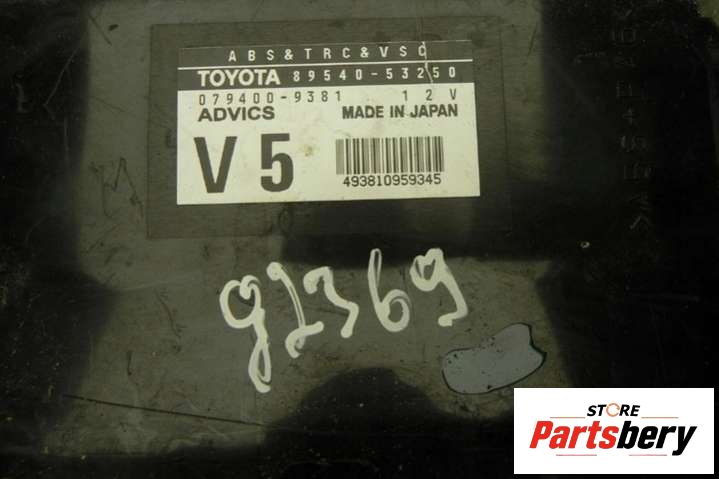 ABS&TRC&VSC
TOYOTA 89540-53250
079400-9381 12V
ADVICS MADE IN JAPAN
V5
493810959345
92369
STORE
Partsbery